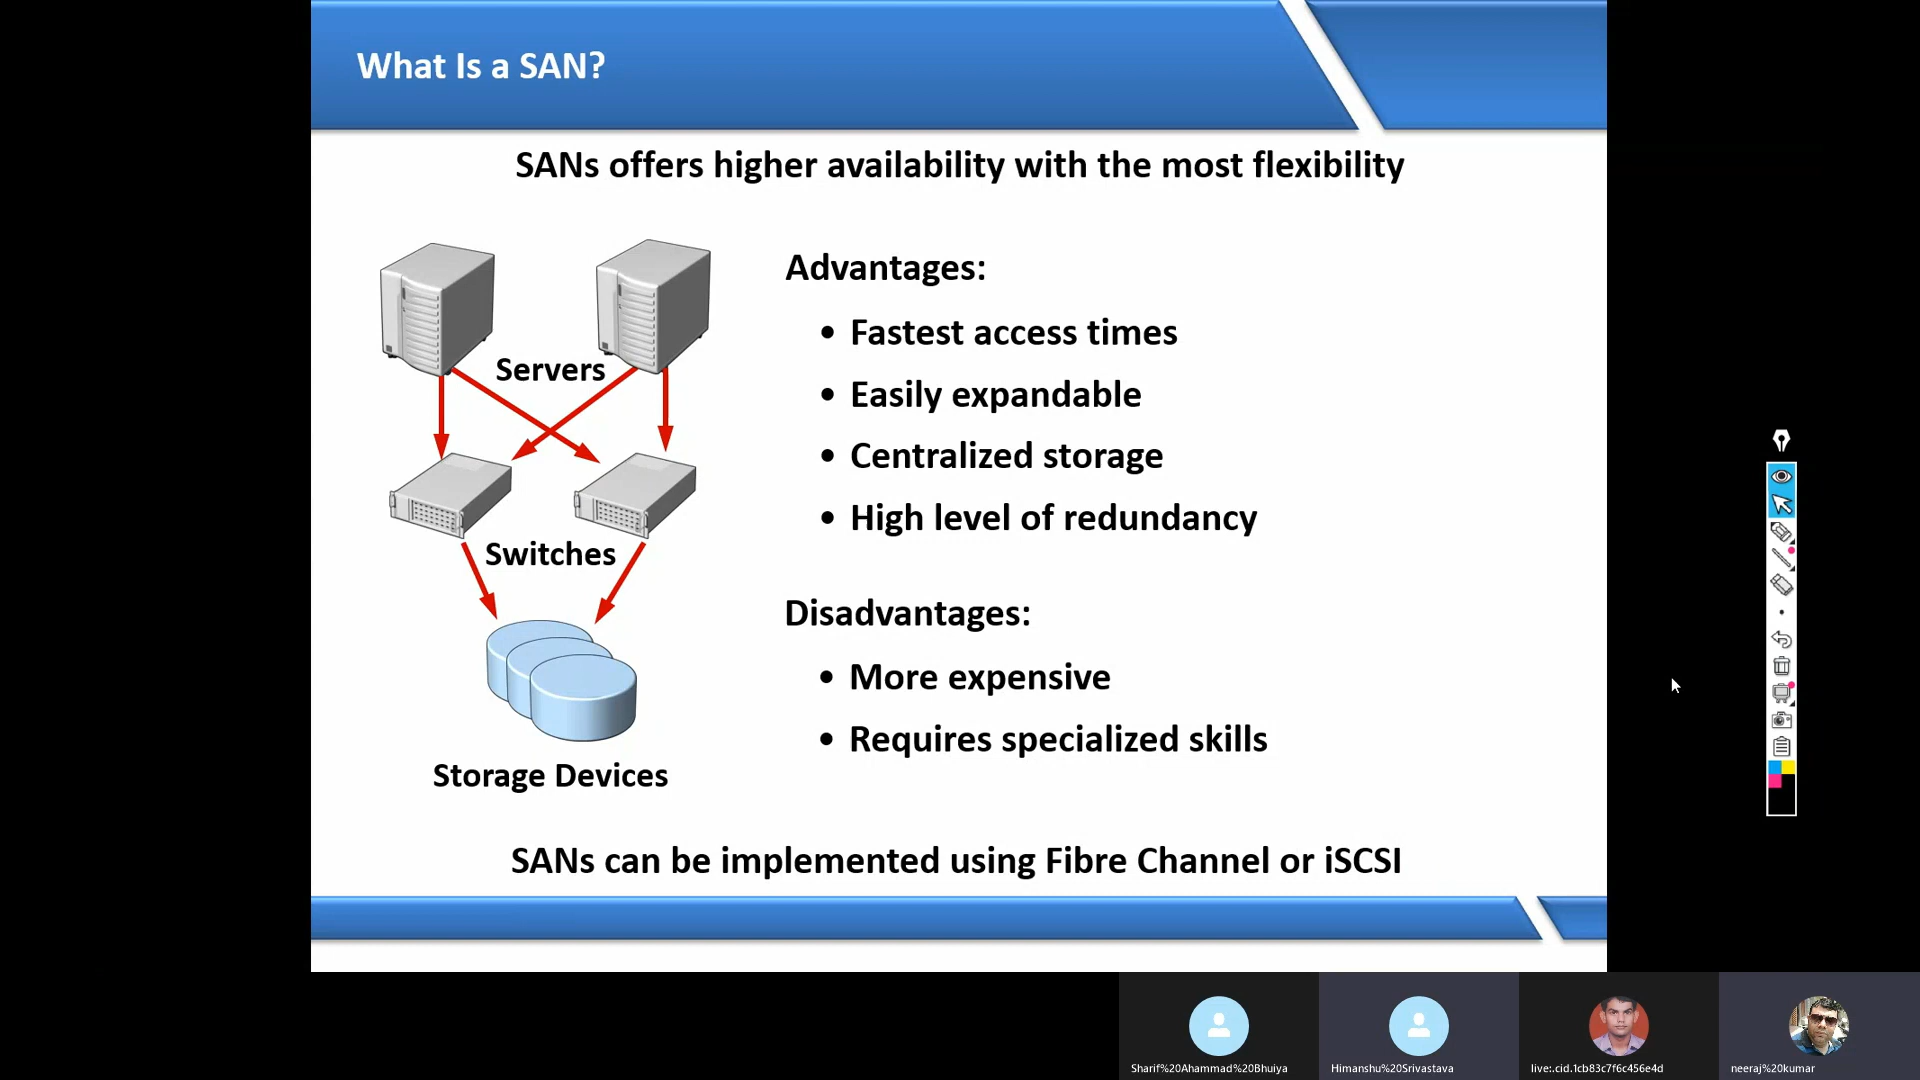 What Is a SAN?
SANs offers higher availability with the most flexibility
Servers
Switches
Storage Devices
Advantages:
• Fastest access times
• Easily expandable
• Centralized storage
• High level of redundancy
Disadvantages:
• More expensive
• Requires specialized skills
SANs can be implemented using Fibre Channel or iSCSI
Sharif%20Ahammad%20Bhuiya
Himanshu%20Srivastava
live:.cid.1cb83c7f6c456e4d
neeraj%20kumar